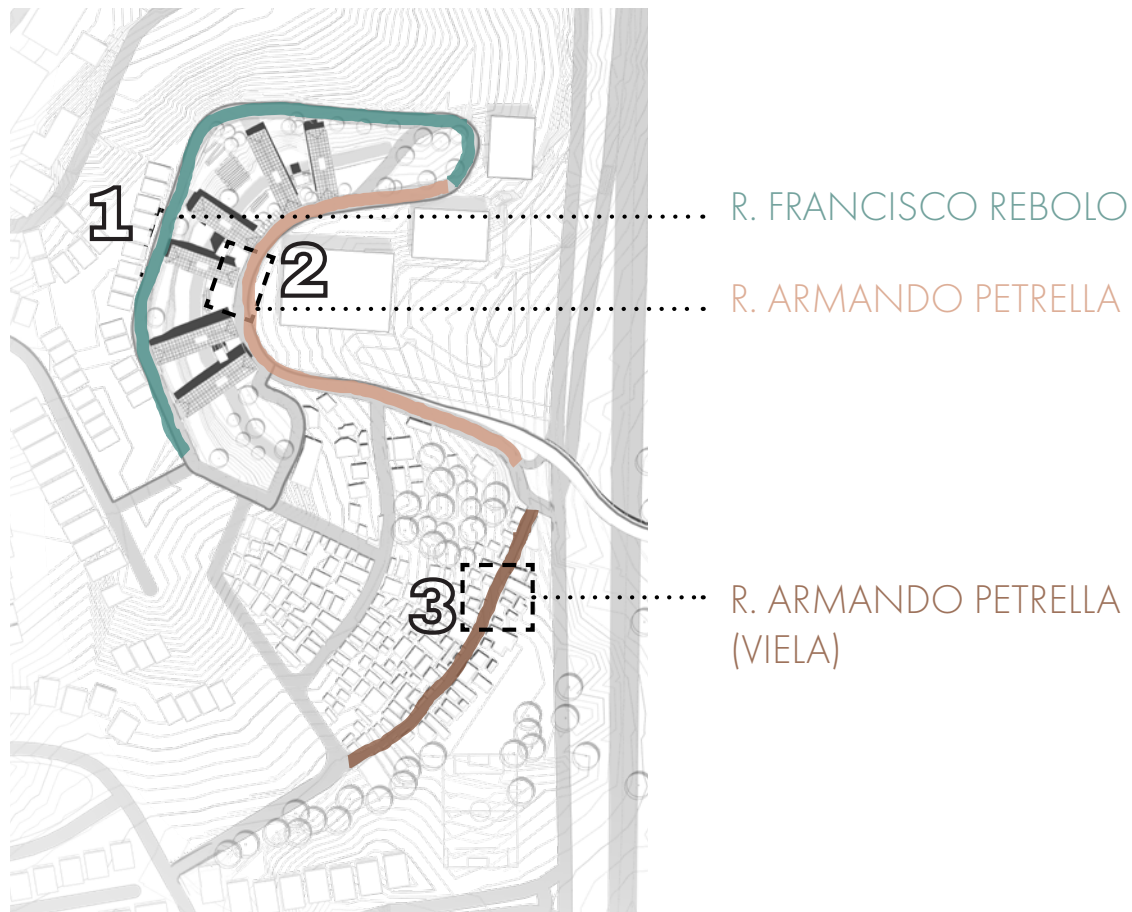 1
R. FRANCISCO REBOLO
2
R. ARMANDO PETRELLA
3
R. ARMANDO PETRELLA
(VIELA)